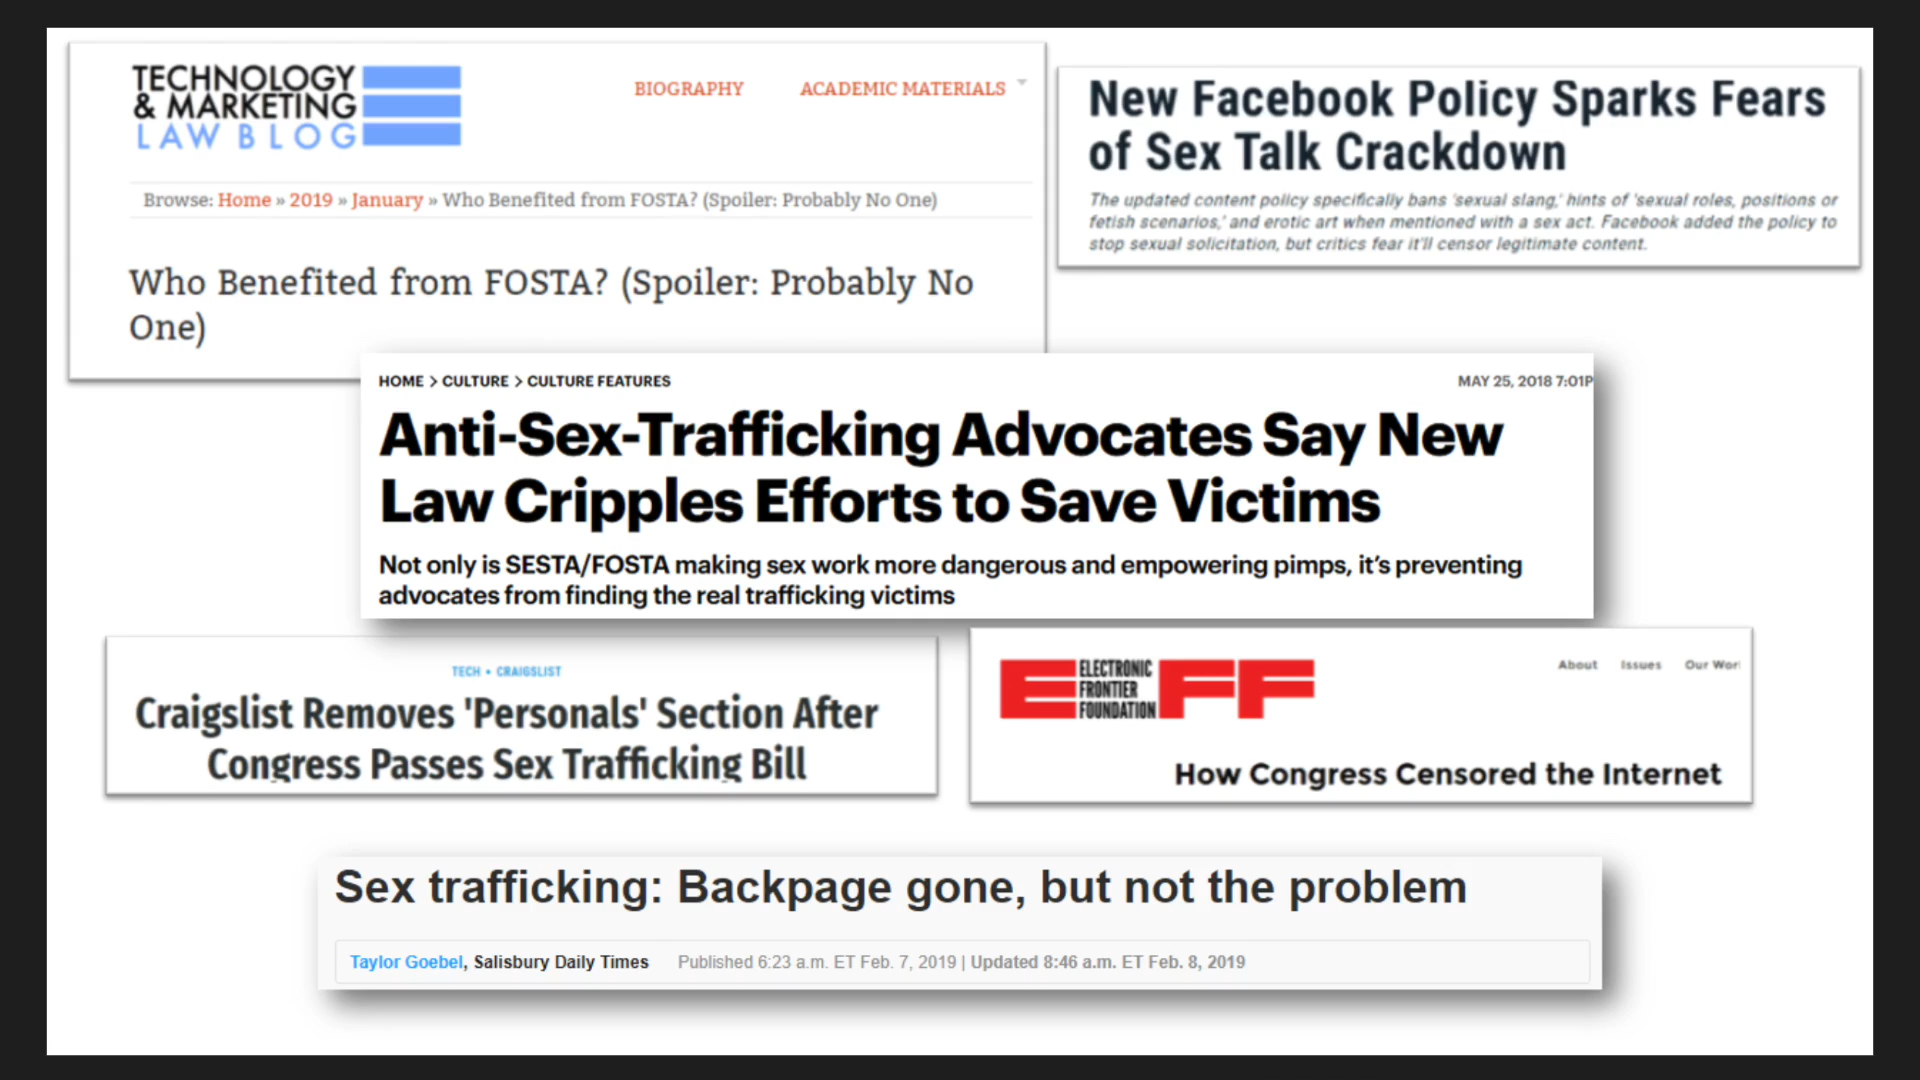 TECHNOLOGY
& MARKETING
LAW BLOG
BIOGRAPHY ACADEMIC MATERIALS
Browse: Home » 2019 » January » Who Benefited from FOSTA? (Spoiler: Probably No One)
Who Benefited from FOSTA? (Spoiler: Probably No
One)
New Facebook Policy Sparks Fears
of Sex Talk Crackdown
The updated content policy specifically bans 'sexual slang,' hints of 'sexual roles, positions or
fetish scenarios,' and erotic art when mentioned with a sex act. Facebook added the policy to
stop sexual solicitation, but critics fear it'll censor legitimate content.
HOME > CULTURE > CULTURE FEATURES
MAY 25, 2018 7:01P
Anti-Sex-Trafficking Advocates Say New
Law Cripples Efforts to Save Victims
Not only is SESTA/FOSTA making sex work more dangerous and empowering pimps, it's preventing
advocates from finding the real trafficking victims
TECH • CRAIGSLIST
Craigslist Removes 'Personals' Section After
Congress Passes Sex Trafficking Bill
EFF
ELECTRONIC
FRONTIER
FOUNDATION
About Issues Our Wor
How Congress Censored the Internet
Sex trafficking: Backpage gone, but not the problem
Taylor Goebel, Salisbury Daily Times Published 6:23 a.m. ET Feb. 7, 2019 | Updated 8:46 a.m. ET Feb. 8, 2019